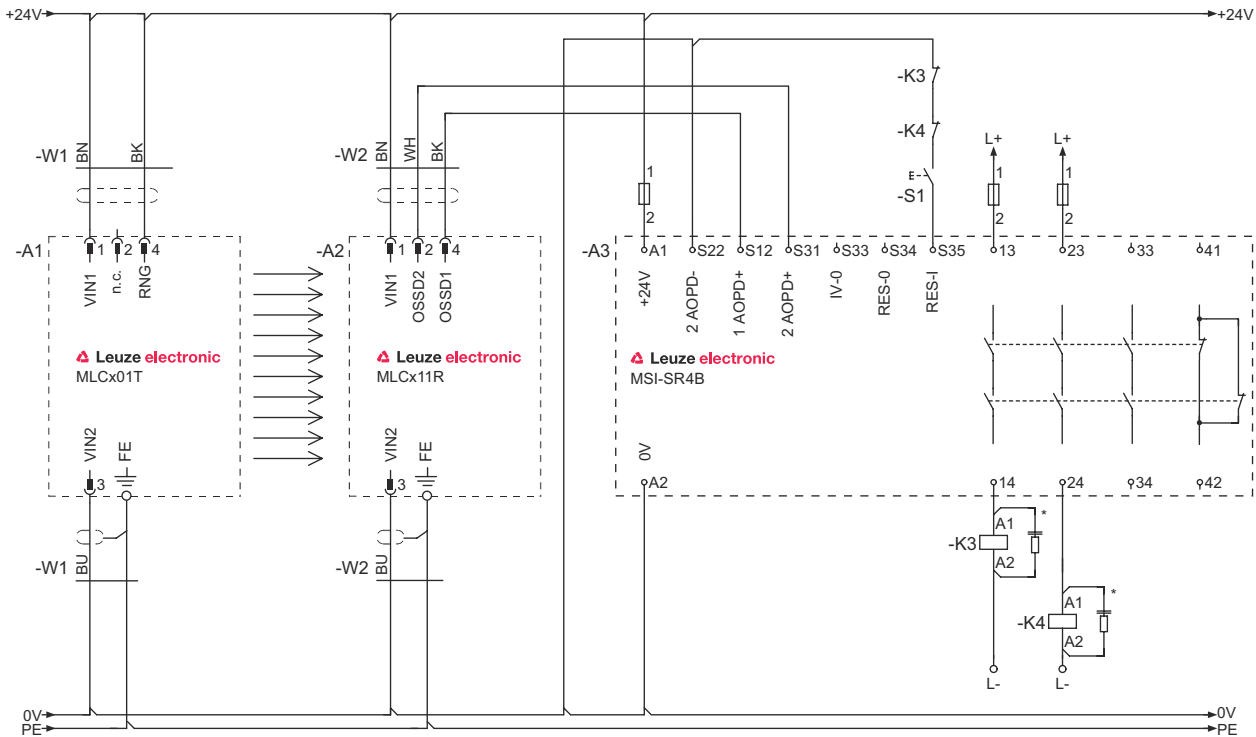 +24V +24V
-K3
-K4
L+ L+
-W1 BN BK -W2 BN WH BK
1 1 1
E -S1
2 2 2
-A1 1 2 4 -A2 1 2 4 -A3 A1 S22 S12 S31 S33 S34 S35 13 23 33 41
VIN1 n.c. RNG VIN1 OSSD2 OSSD1 +24V 2 AOPD- 1 AOPD+ 2 AOPD+ IV-0 RES-0 RES-I
Leuze electronic Leuze electronic Leuze electronic
MLCx01T MLCx11R MSI-SR4B
VIN2 FE VIN2 FE 0V
3 3 A2 14 24 34 42
A1 *
-K3
A2
-W1 BU -W2 BU
A1 *
-K4
A2
L- L-
0V 0V
PE PE